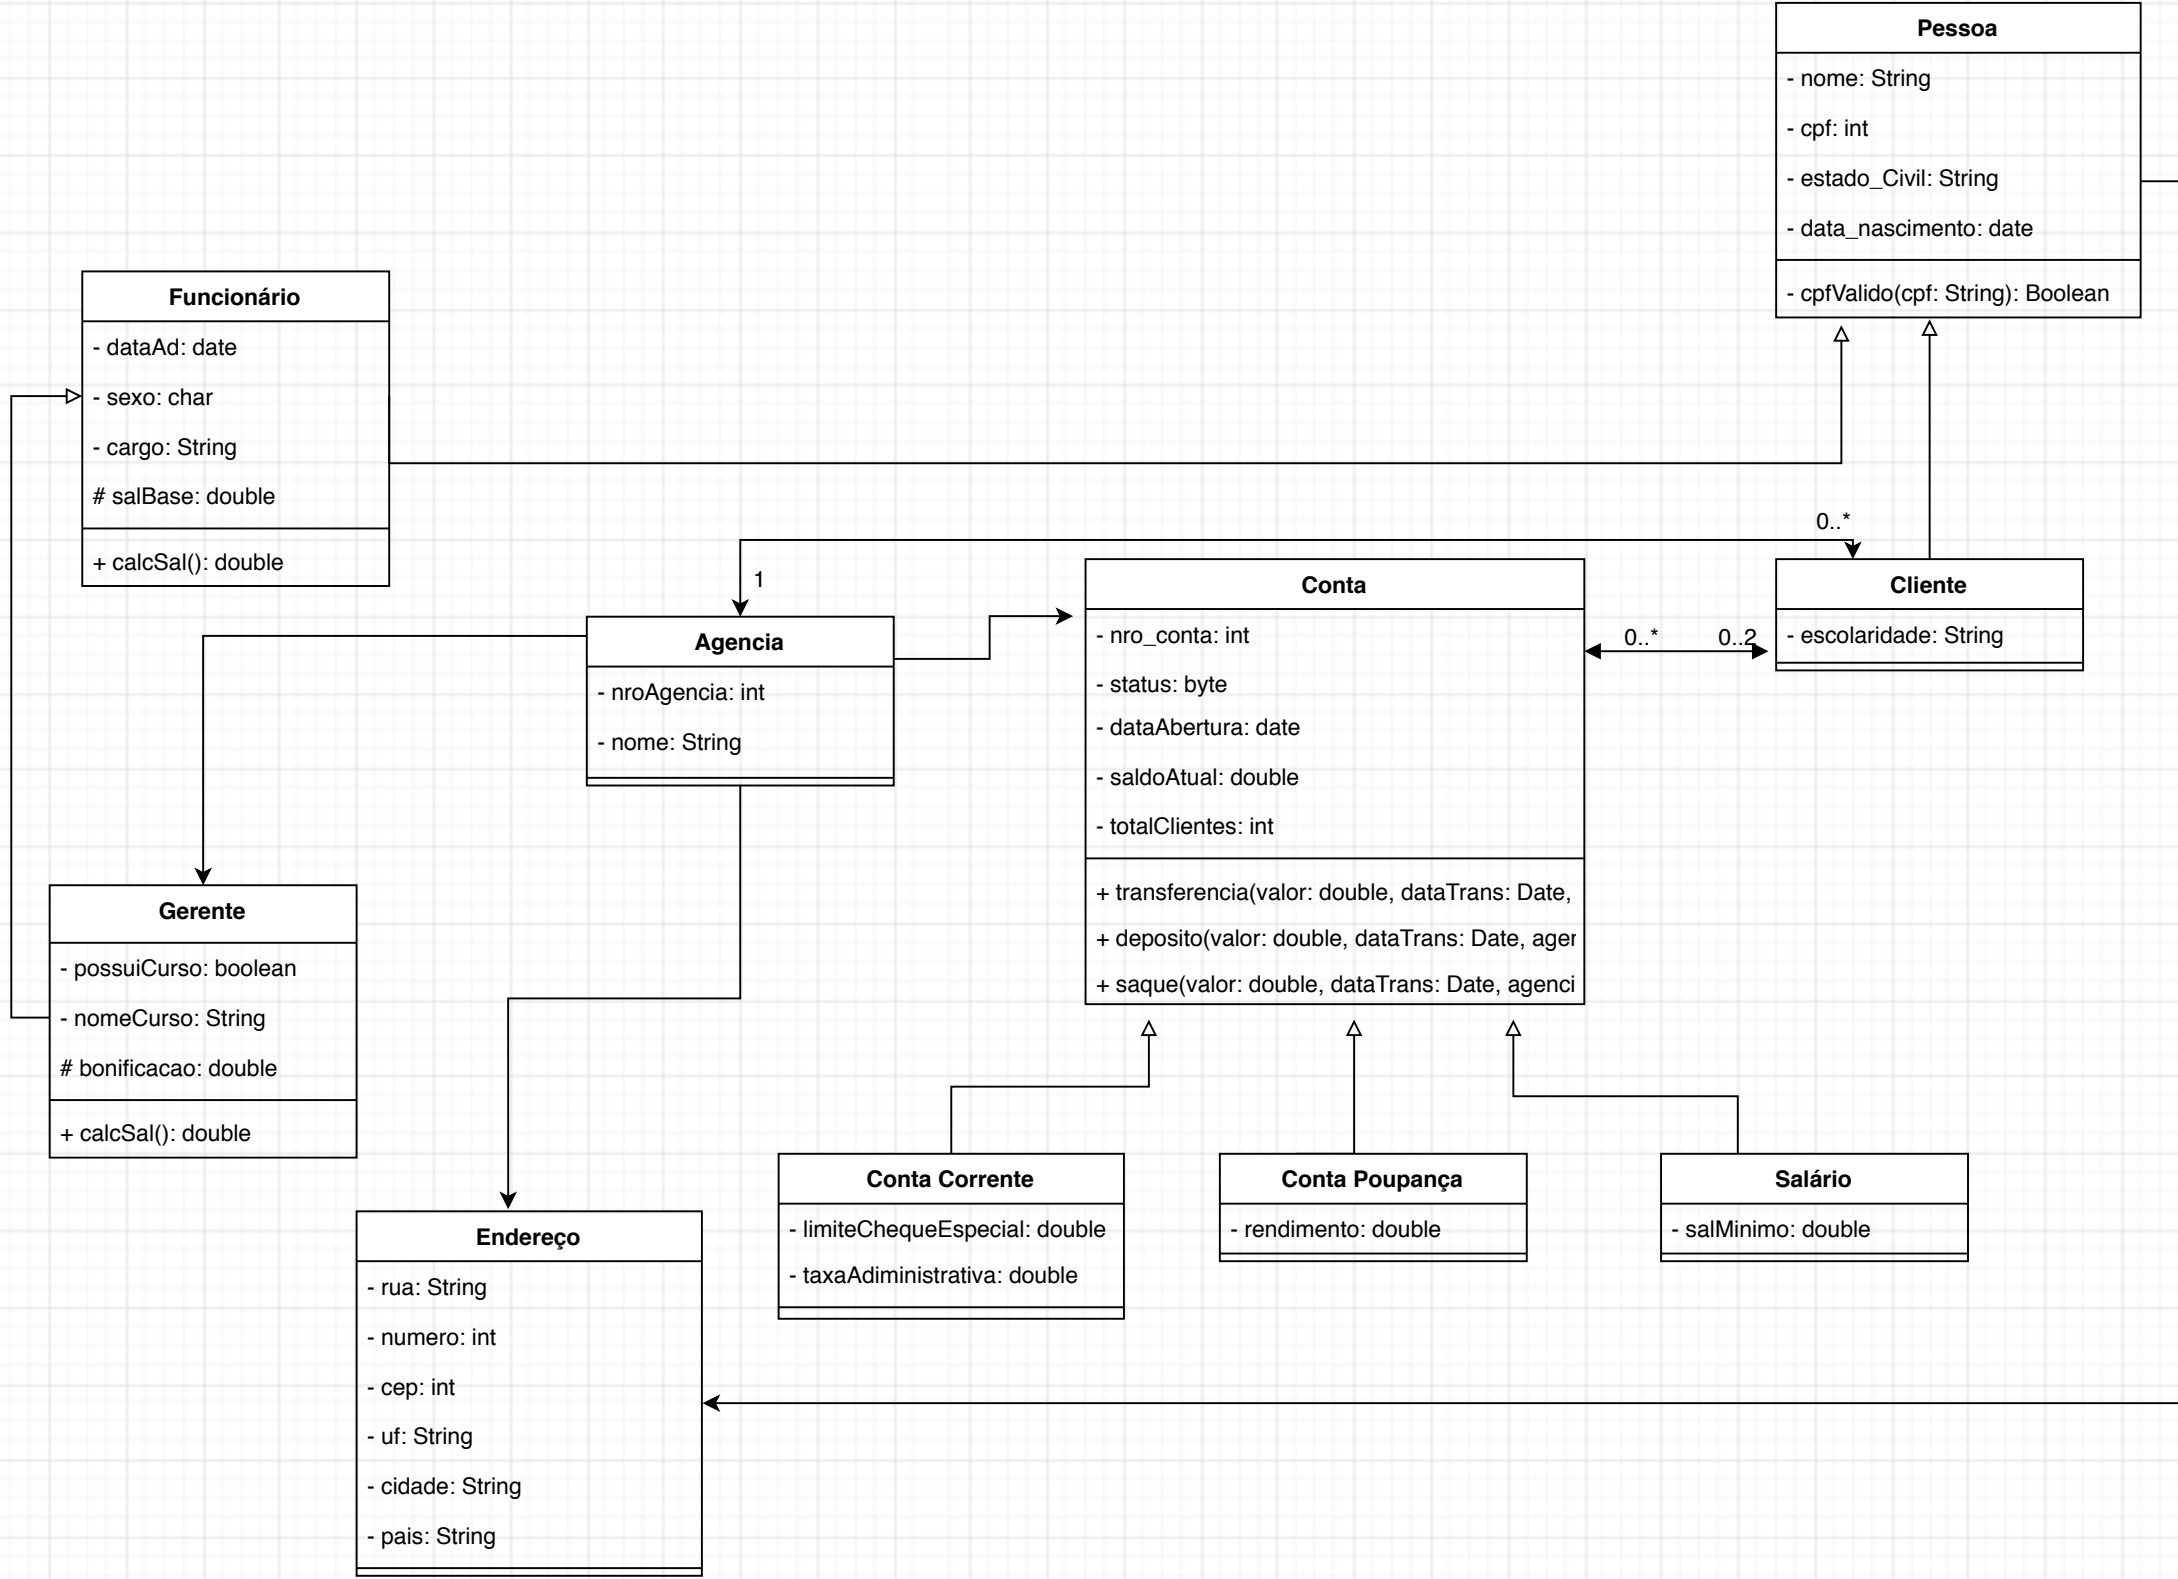 Pessoa
- nome: String
- cpf: int
- estado_Civil: String
- data_nascimento: date
- cpfValido(cpf: String): Boolean
Funcionário
- dataAd: date
- sexo: char
- cargo: String
# salBase: double
+ calcSal(): double
0..*
1
Agencia
- nroAgencia: int
- nome: String
Conta
- nro_conta: int
- status: byte
- dataAbertura: date
- saldoAtual: double
- totalClientes: int
+ transferencia(valor: double, dataTrans: Date,
+ deposito(valor: double, dataTrans: Date, ager
+ saque(valor: double, dataTrans: Date, agenci
0..* 0..2
Cliente
- escolaridade: String
Gerente
- possuiCurso: boolean
- nomeCurso: String
# bonificacao: double
+ calcSal(): double
Endereço
- rua: String
- numero: int
- cep: int
- uf: String
- cidade: String
- pais: String
Conta Corrente
- limiteChequeEspecial: double
- taxaAdiministrativa: double
Conta Poupança
- rendimento: double
Salário
- salMinimo: double